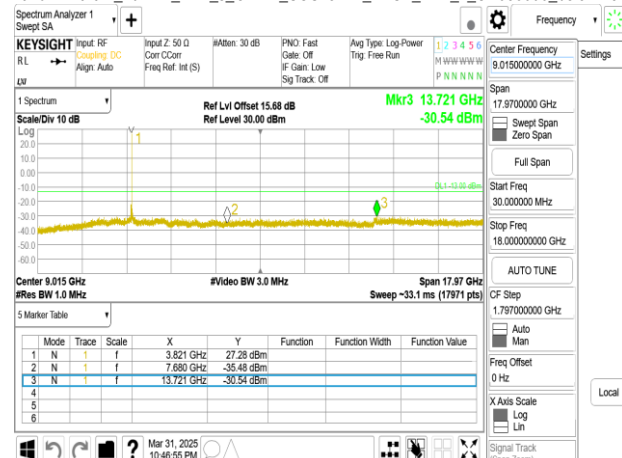 Spectrum Analyzer 1
Swept SA
Frequency
KEYSIGHT
RL
Input: RF
Coupling: DC
Align: Auto
Input Z: 50 Ω
Corr CCorr
Freq Ref: Int (S)
#Atten: 30 dB
PNO: Fast
Gate: Off
IF Gain: Low
Sig Track: Off
Avg Type: Log-Power
Trig: Free Run
1 2 3 4 5 6
M W W W W W
P N N N N N
1 Spectrum
Scale/Div 10 dB
Ref Lvl Offset 15.68 dB
Ref Level 30.00 dBm
Mkr3 13.721 GHz
-30.54 dBm
Log
20.0
10.0
0.00
-10.0
-20.0
-30.0
-40.0
-50.0
-60.0
1
2
3
DL1 -13.00 dBm
Center 9.015 GHz
#Res BW 1.0 MHz
#Video BW 3.0 MHz
Span 17.97 GHz
Sweep ~33.1 ms (17971 pts)
5 Marker Table
Mode Trace Scale X Y Function Function Width Function Value
1 N 1 f 3.821 GHz 27.28 dBm
2 N 1 f 7.680 GHz -35.48 dBm
3 N 1 f 13.721 GHz -30.54 dBm
4
5
6
Mar 31, 2025
10:46:55 PM
Center Frequency
9.015000000 GHz
Span
17.9700000 GHz
Swept Span
Zero Span
Full Span
Start Freq
30.000000 MHz
Stop Freq
18.000000000 GHz
AUTO TUNE
CF Step
1.797000000 GHz
Auto
Man
Freq Offset
0 Hz
X Axis Scale
Log
Lin
Signal Track
Settings
Local